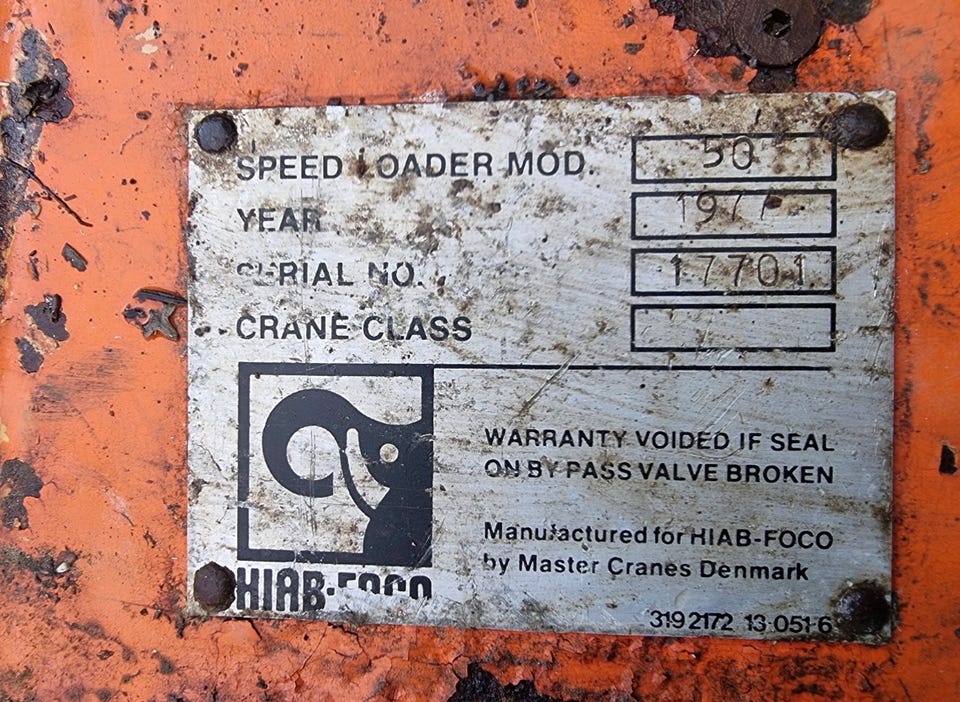 SPEED LOADER MOD. 50
YEAR 1977
SERIAL NO. 17701
CRANE CLASS
WARRANTY VOIDED IF SEAL
ON BY PASS VALVE BROKEN
Manufactured for HIAB-FOCO
by Master Cranes Denmark
HIAB-FOCO
319 2172 13-051-6